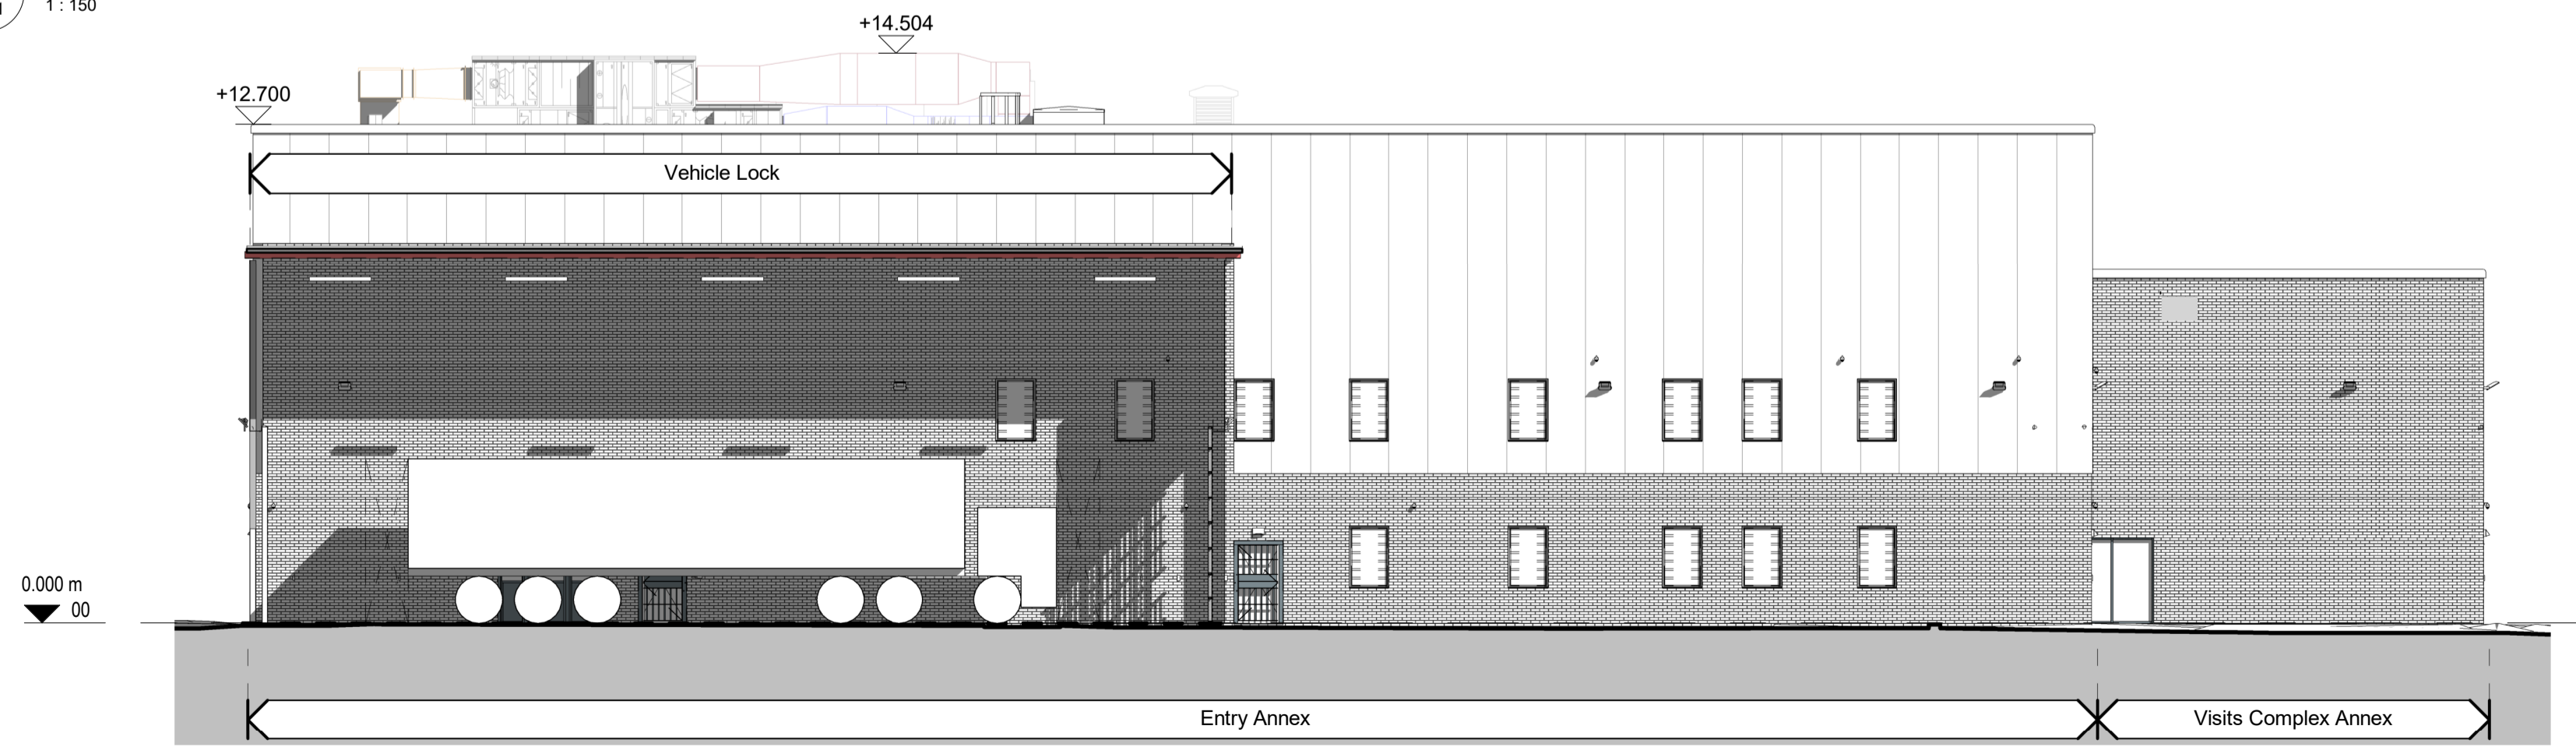 1 : 150
+14.504
+12.700
Vehicle Lock
0.000 m
00
Entry Annex
Visits Complex Annex